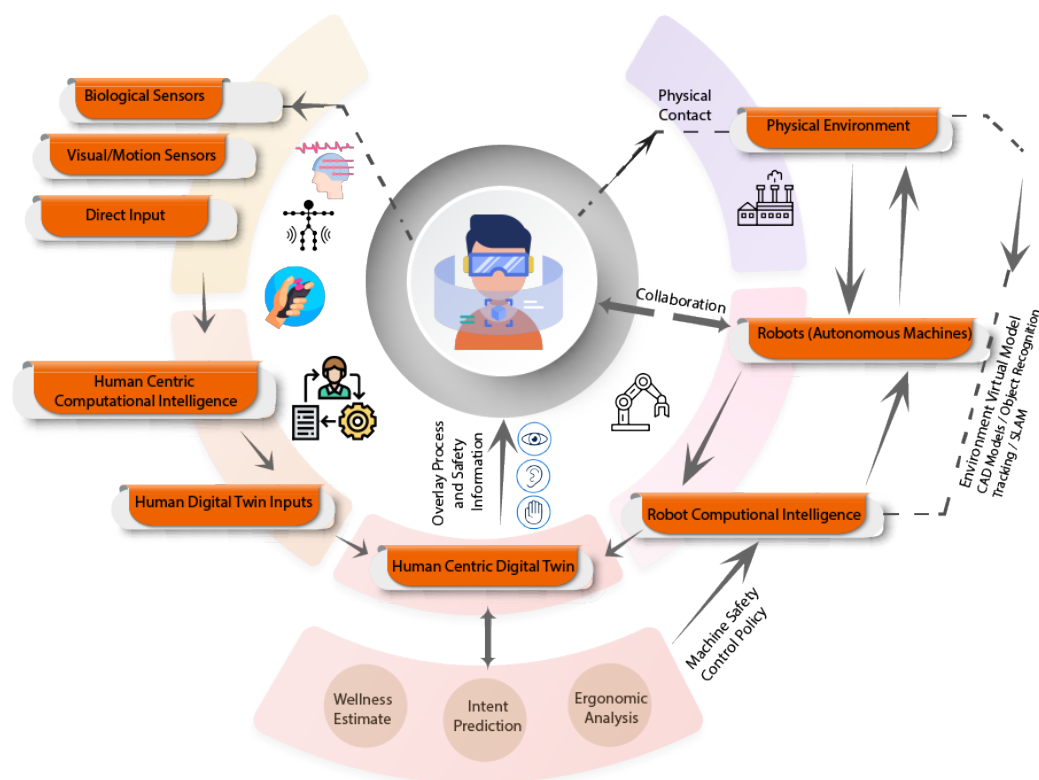 Biological Sensors
Visual/Motion Sensors
Direct Input
Human Centric
Computational Intelligence
Human Digital Twin Inputs
Physical
Contact
Physical Environment
Collaboration
Robots (Autonomous Machines)
Environment Virtual Model
CAD Models / Object Recognition
Tracking / SLAM
Overlay Process
and Safety
Information
Robot Computional Intelligence
Human Centric Digital Twin
Machine Safety
Control Policy
Wellness
Estimate
Intent
Prediction
Ergonomic
Analysis